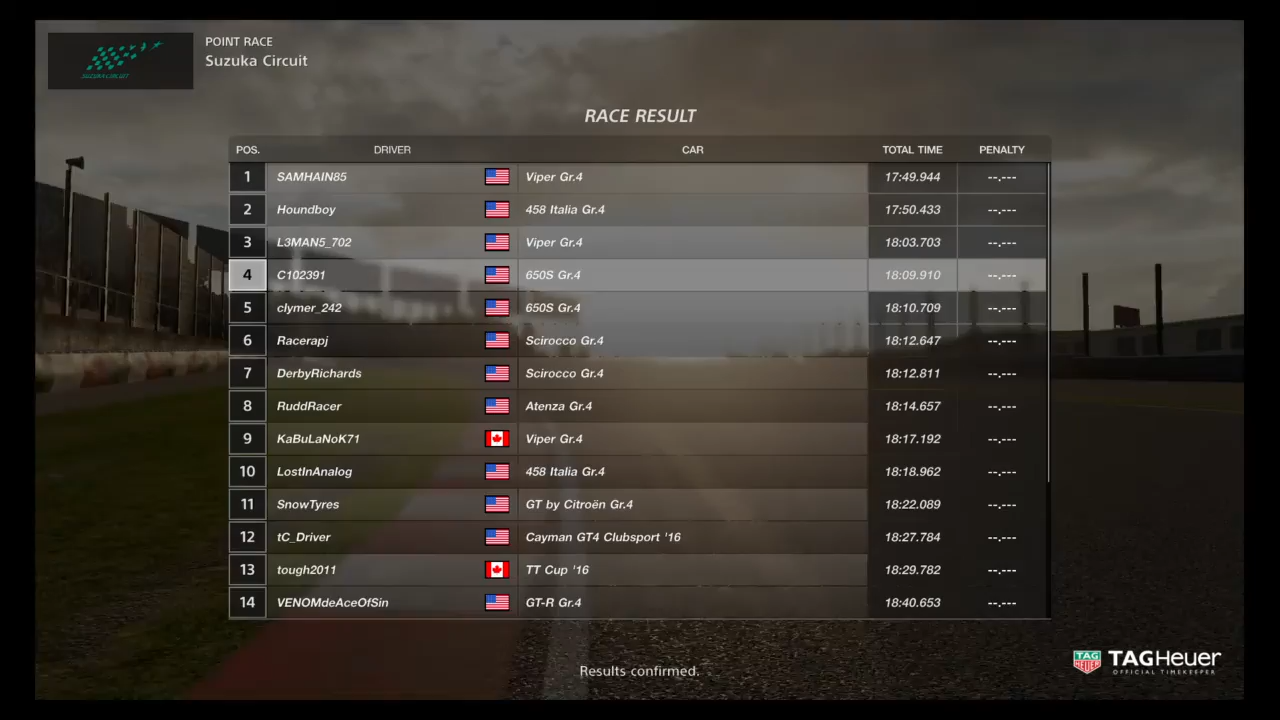 POINT RACE
Suzuka Circuit
SUZUKA CIRCUIT
RACE RESULT
POS. DRIVER CAR TOTAL TIME PENALTY
1 SAMHAIN85 Viper Gr.4 17:49.944 --.---
2 Houndboy 458 Italia Gr.4 17:50.433 --.---
3 L3MAN5_702 Viper Gr.4 18:03.703 --.---
4 C102391 650S Gr.4 18:09.910 --.---
5 clymer_242 650S Gr.4 18:10.709 --.---
6 Racerapj Scirocco Gr.4 18:12.647 --.---
7 DerbyRichards Scirocco Gr.4 18:12.811 --.---
8 RuddRacer Atenza Gr.4 18:14.657 --.---
9 KaBuLaNoK71 Viper Gr.4 18:17.192 --.---
10 LostInAnalog 458 Italia Gr.4 18:18.962 --.---
11 SnowTyres GT by Citroën Gr.4 18:22.089 --.---
12 tC_Driver Cayman GT4 Clubsport '16 18:27.784 --.---
13 tough2011 TT Cup '16 18:29.782 --.---
14 VENOMdeAceOfSin GT-R Gr.4 18:40.653 --.---
Results confirmed.
TAG HEUER TAGHeuer
OFFICIAL TIMEKEEPER